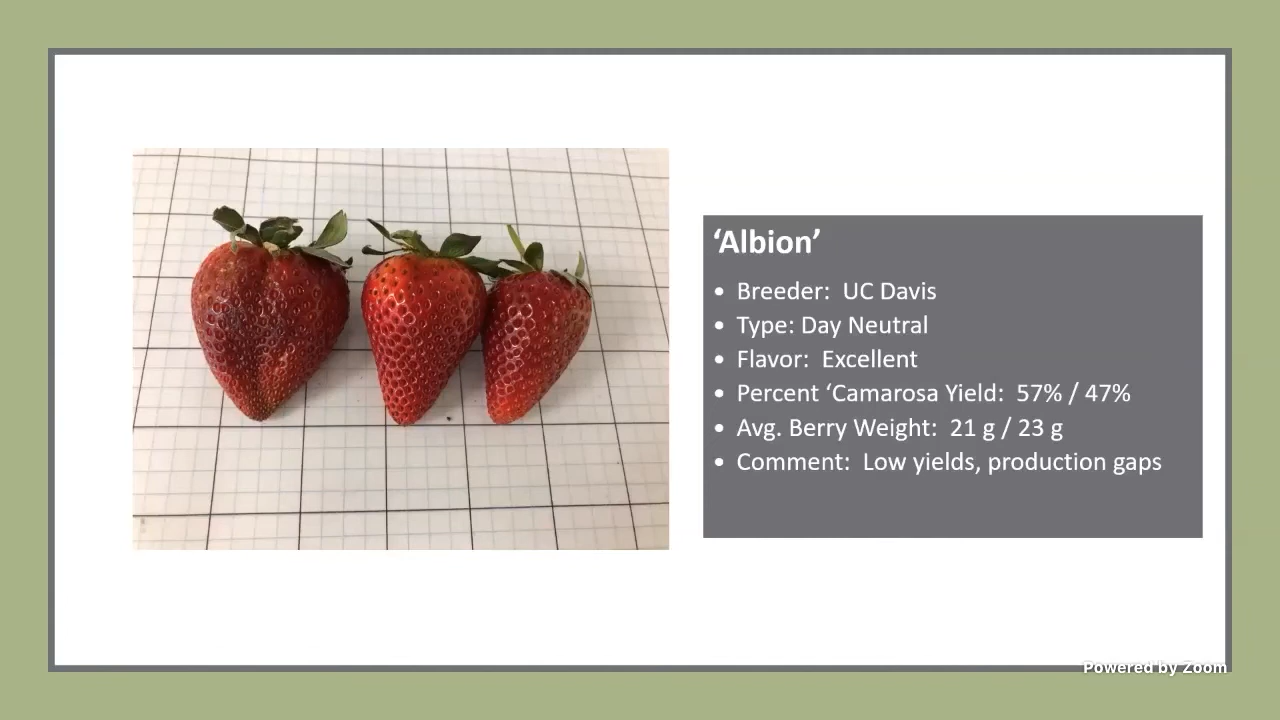 ‘Albion’
• Breeder:  UC Davis
• Type: Day Neutral
• Flavor:  Excellent
• Percent ‘Camarosa Yield:  57% / 47%
• Avg. Berry Weight:  21 g / 23 g
• Comment:  Low yields, production gaps
Powered by Zoom